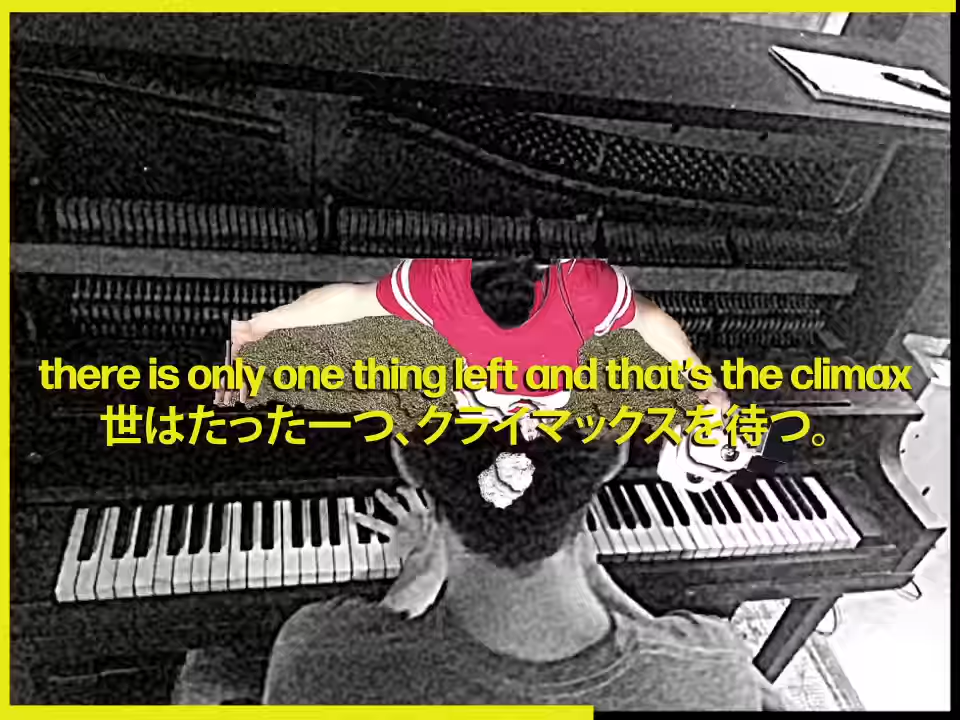 there is only one thing left and that's the climax
世はたった一つ、クライマックスを待つ。